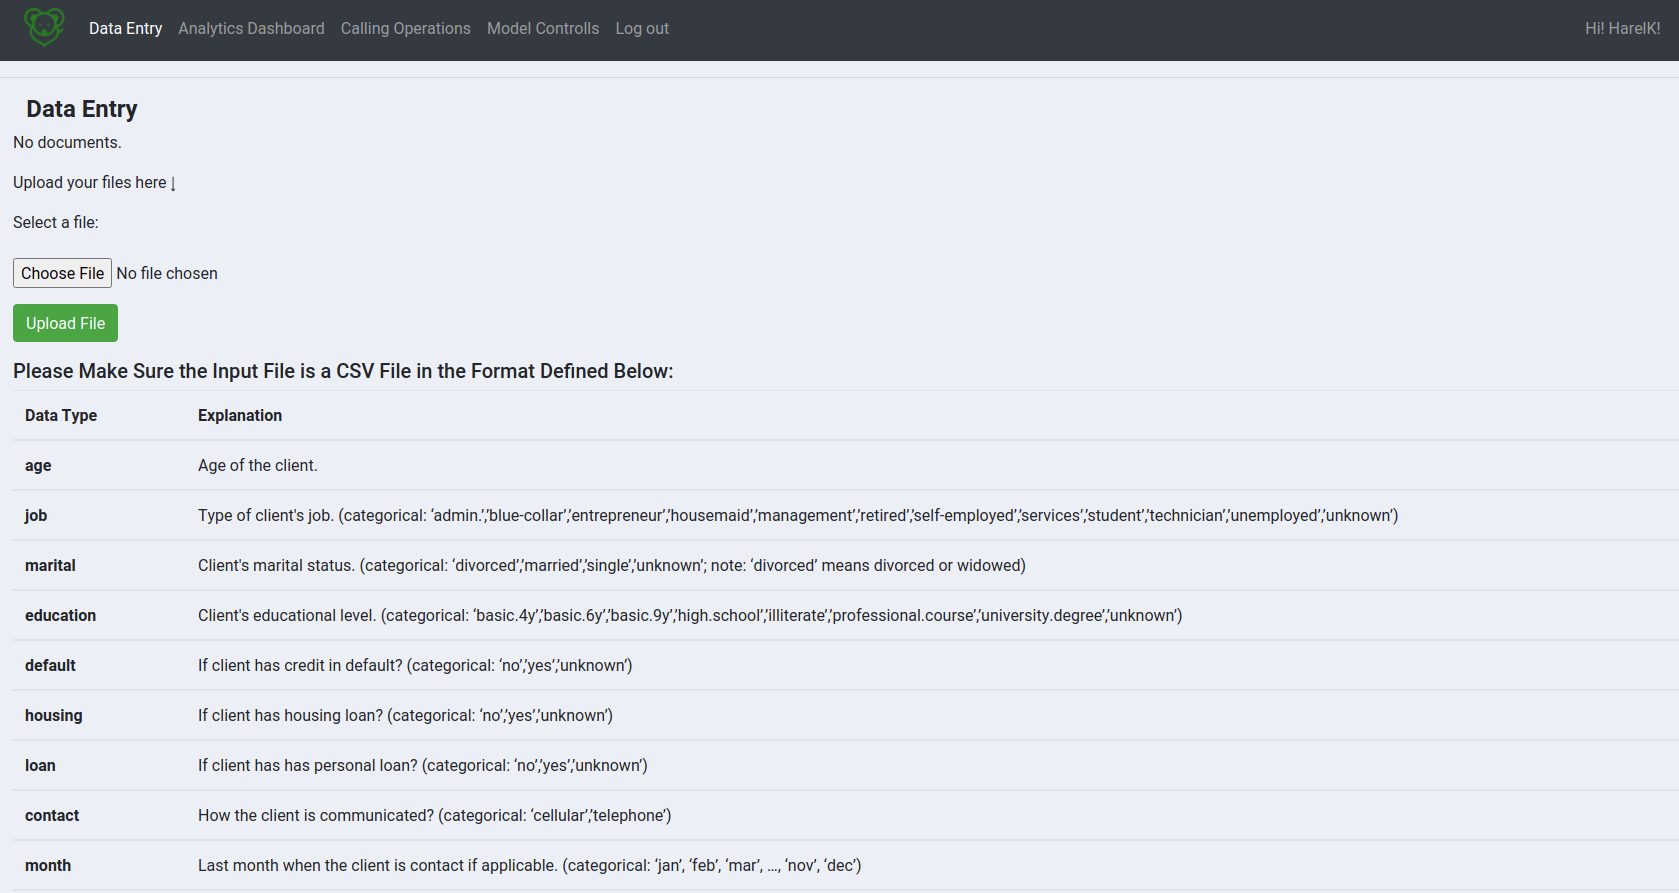 Data Entry Analytics Dashboard Calling Operations Model Controlls Log out Hi! HarelK!
Data Entry
No documents.
Upload your files here ↓
Select a file:
Choose File No file chosen
Upload File
Please Make Sure the Input File is a CSV File in the Format Defined Below:
Data Type Explanation
age Age of the client.
job Type of client's job. (categorical: ‘admin.’,’blue-collar’,’entrepreneur’,’housemaid’,’management’,’retired’,’self-employed’,’services’,’student’,’technician’,’unemployed’,’unknown’)
marital Client's marital status. (categorical: ‘divorced’,’married’,’single’,’unknown’; note: ‘divorced’ means divorced or widowed)
education Client's educational level. (categorical: ‘basic.4y’,’basic.6y’,’basic.9y’,’high.school’,’illiterate’,’professional.course’,’university.degree’,’unknown’)
default If client has credit in default? (categorical: ‘no’,’yes’,’unknown’)
housing If client has housing loan? (categorical: ‘no’,’yes’,’unknown’)
loan If client has has personal loan? (categorical: ‘no’,’yes’,’unknown’)
contact How the client is communicated? (categorical: ‘cellular’,’telephone’)
month Last month when the client is contact if applicable. (categorical: ‘jan’, ‘feb’, ‘mar’, …, ‘nov’, ‘dec’)